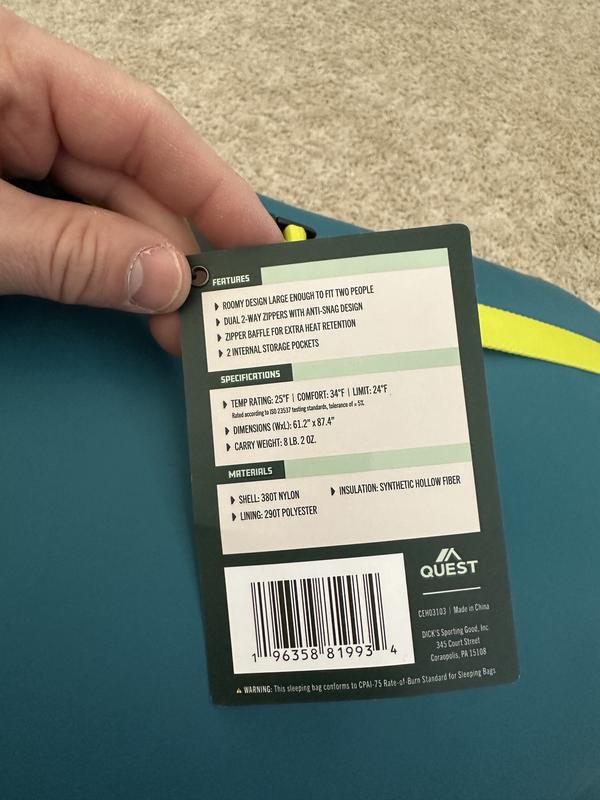 FEATURES
ROOMY DESIGN LARGE ENOUGH TO FIT TWO PEOPLE
DUAL 2-WAY ZIPPERS WITH ANTI-SNAG DESIGN
ZIPPER BAFFLE FOR EXTRA HEAT RETENTION
2 INTERNAL STORAGE POCKETS
SPECIFICATIONS
TEMP RATING: 25°F | COMFORT: 34°F | LIMIT: 24°F
Rated according to ISO 23537 testing standards, tolerance of ± 5%
DIMENSIONS (WxL): 61.2" x 87.4"
CARRY WEIGHT: 8 LB. 2 OZ.
MATERIALS
SHELL: 380T NYLON
INSULATION: SYNTHETIC HOLLOW FIBER
LINING: 290T POLYESTER
QUEST
CEH03103 | Made in China
DICK'S Sporting Good, Inc
345 Court Street
Coraopolis, PA 15108
1 96358 81993 4
WARNING: This sleeping bag conforms to CPAI-75 Rate-of-Burn Standard for Sleeping Bags